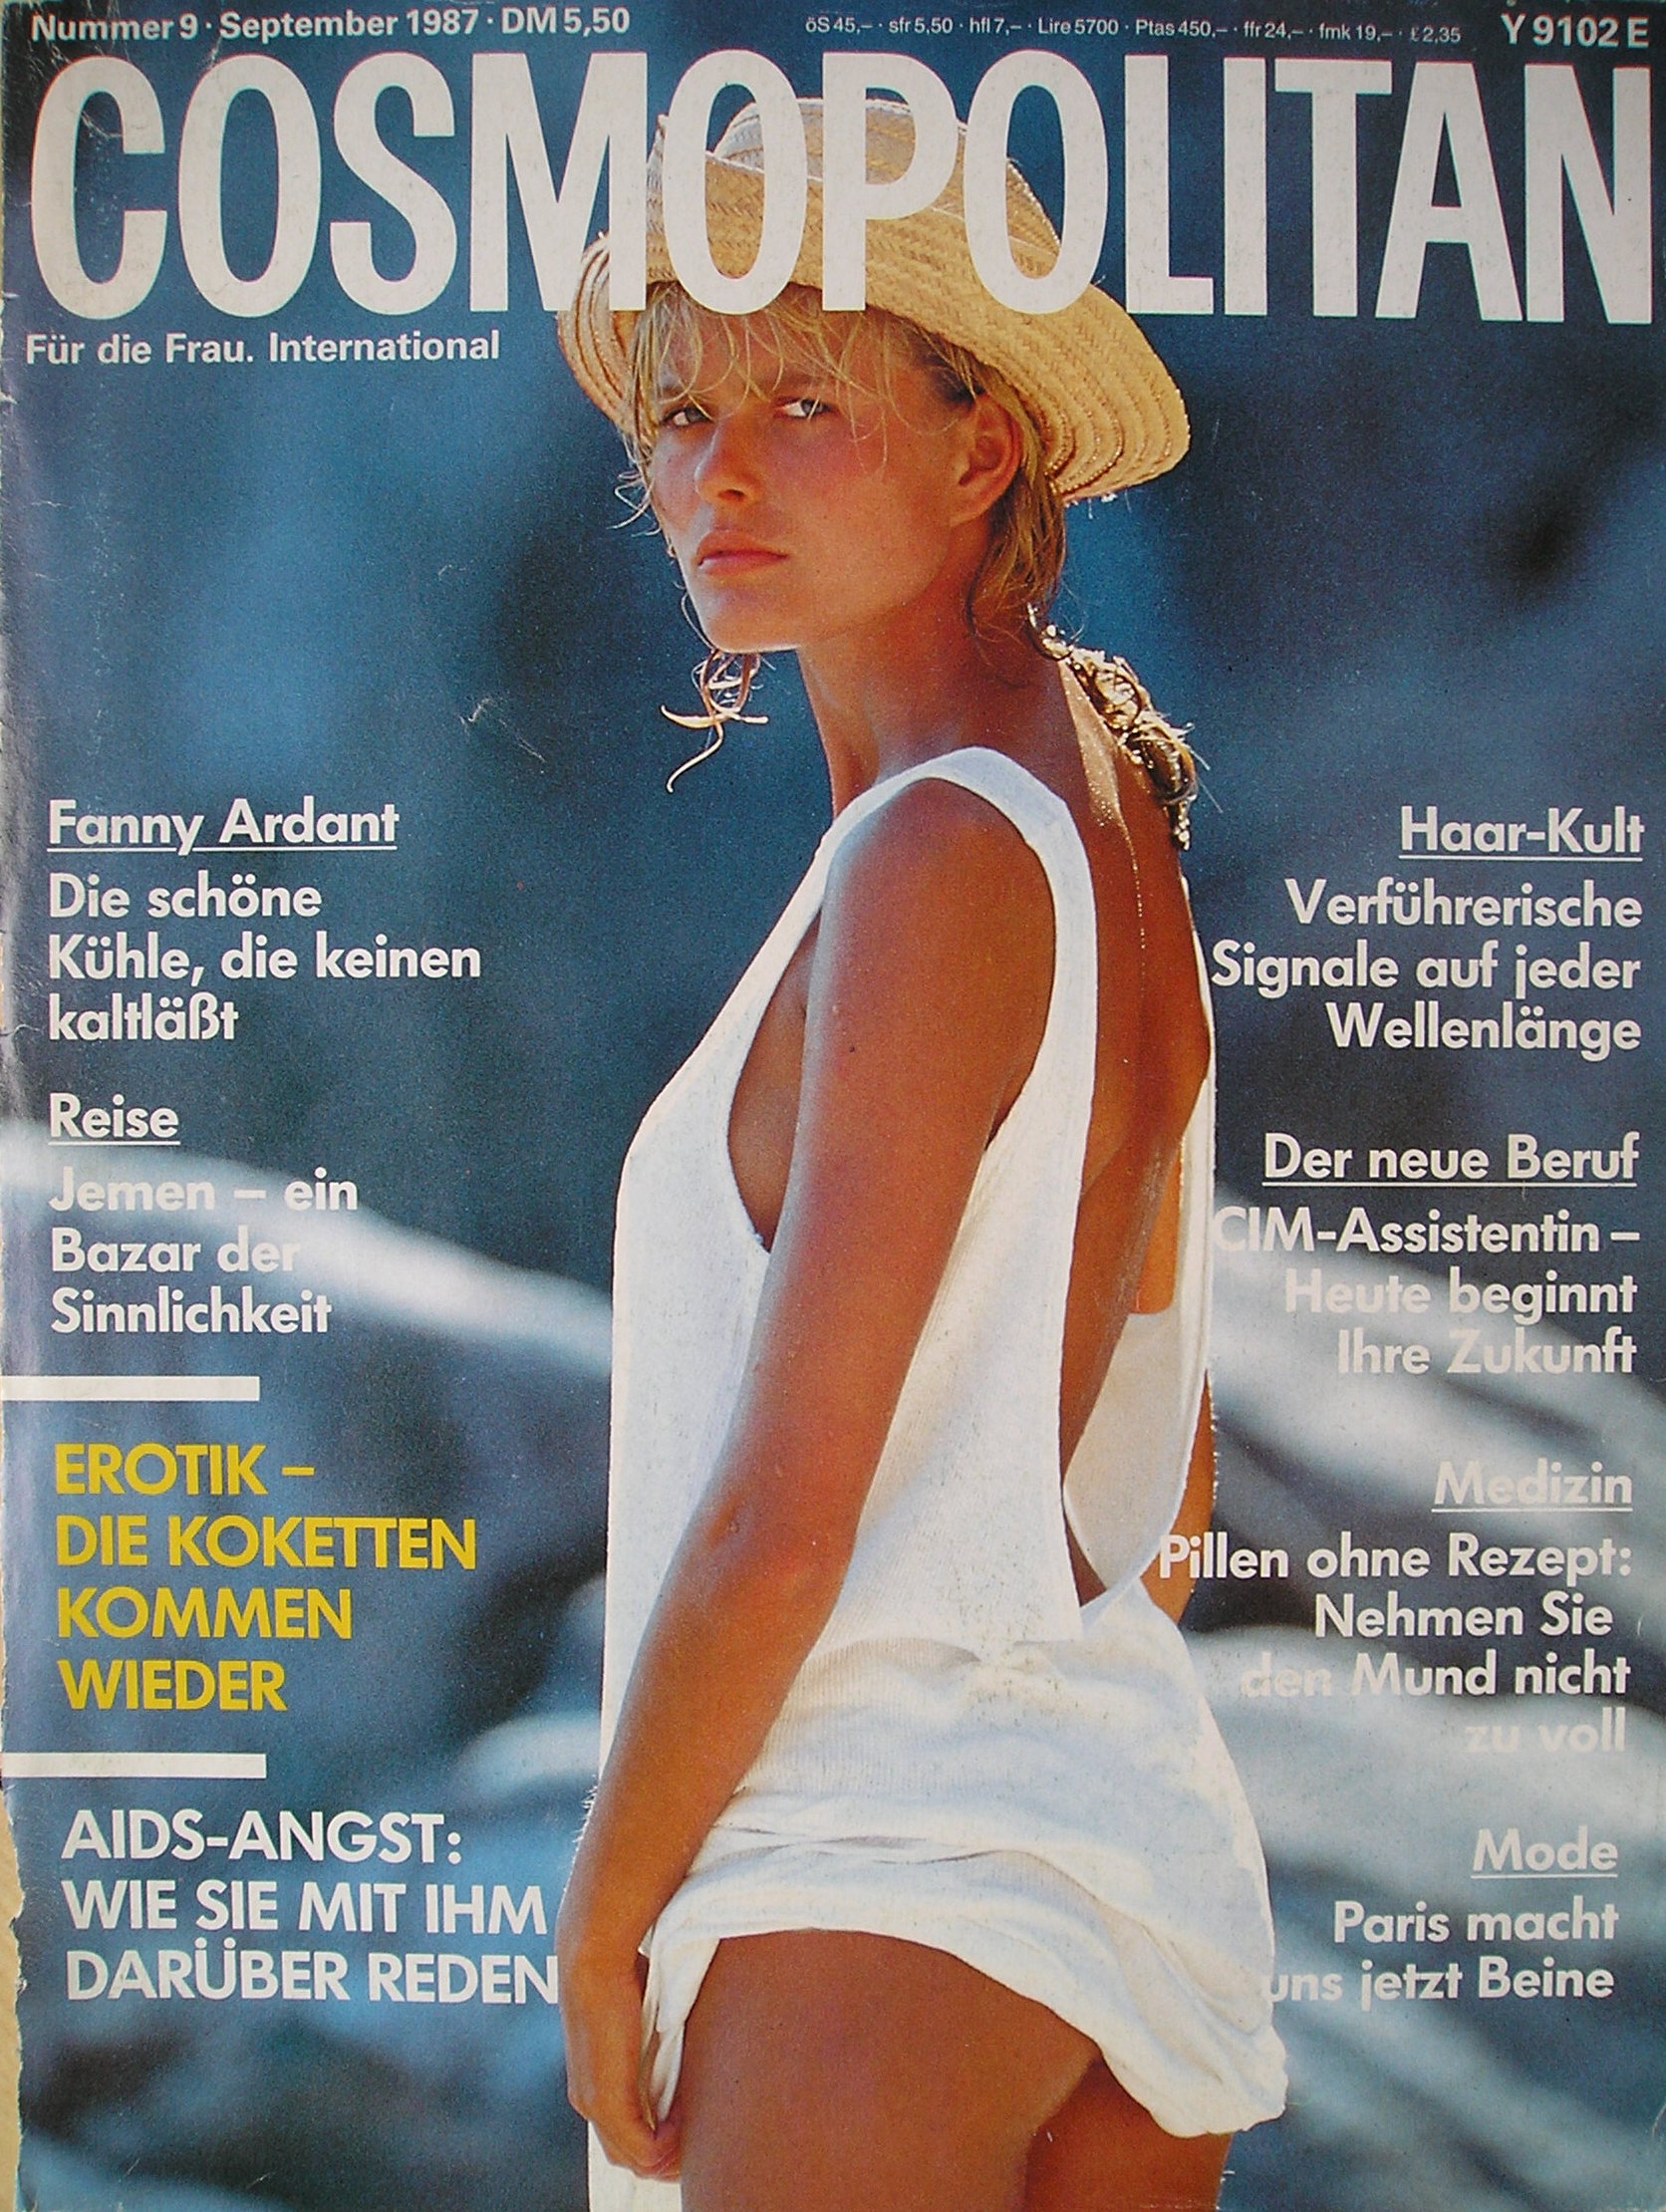 Nummer 9 · September 1987 · DM 5,50
öS 45,– · sfr 5,50 · hfl 7,– · Lire 5700 · Ptas 450,– · ffr 24,– · fmk 19,– · £ 2,35
Y 9102 E
COSMOPOLITAN
Für die Frau. International
Fanny Ardant
Die schöne
Kühle, die keinen
kaltläßt
Reise
Jemen – ein
Bazar der
Sinnlichkeit
EROTIK –
DIE KOKETTEN
KOMMEN
WIEDER
AIDS-ANGST:
WIE SIE MIT IHM
DARÜBER REDEN
Haar-Kult
Verführerische
Signale auf jeder
Wellenlänge
Der neue Beruf
CIM-Assistentin –
Heute beginnt
Ihre Zukunft
Medizin
Pillen ohne Rezept:
Nehmen Sie
den Mund nicht
zu voll
Mode
Paris macht
uns jetzt Beine